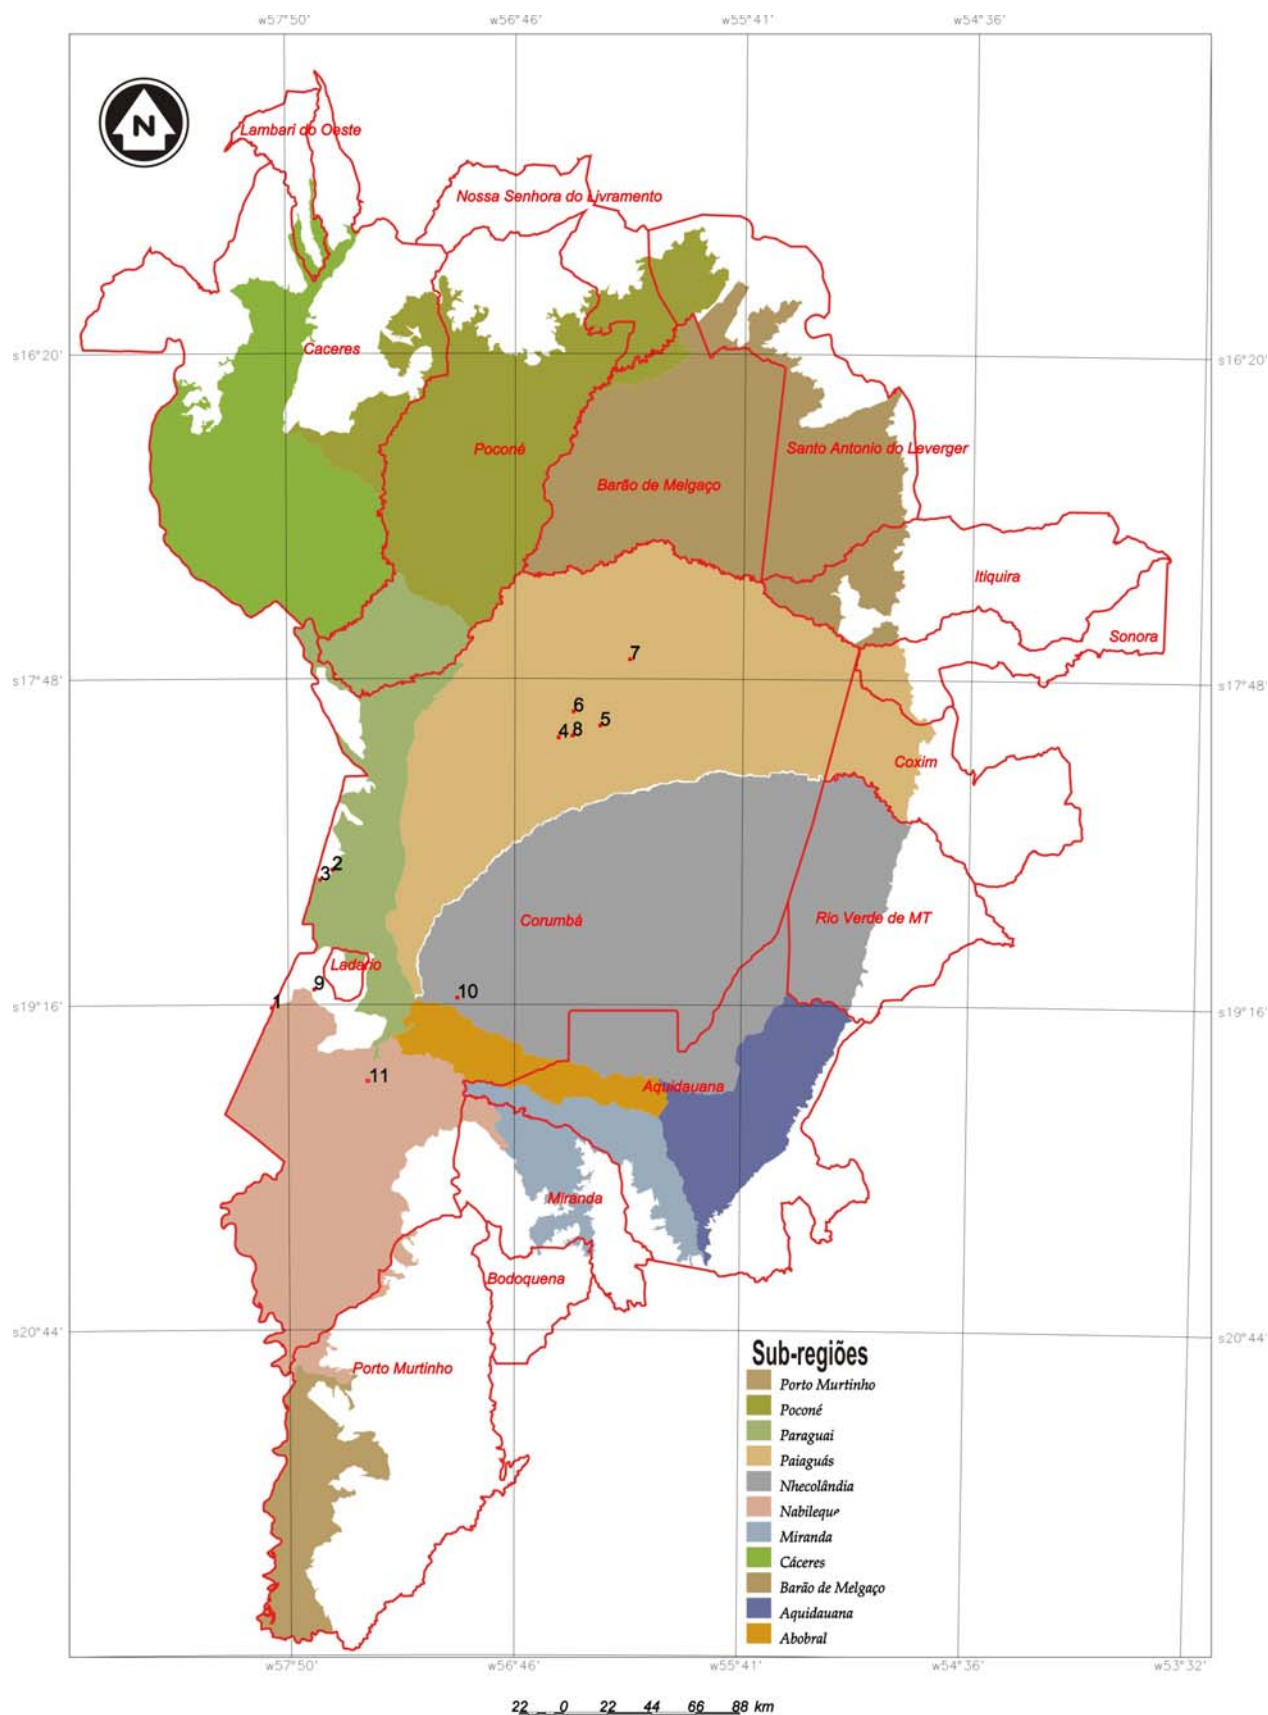 w57°50' w56°46' w55°41' w54°36'
N
Lambari do Oeste
Nossa Senhora do Livramento
s16°20' Caceres s16°20'
Poconé Santo Antonio do Leverger
Barão de Melgaço
Itiquira
Sonora
7
s17°48' s17°48'
6
5
4 8
Coxim
2
3
Corumbá Rio Verde de MT
Ladario
9
10
1
s19°16' s19°16'
11
Aquidauana
Miranda
Bodoquena
s20°44' s20°44'
Sub-regiões
Porto Murtinho
Porto Murtinho
Poconé
Paraguai
Paiaguás
Nhecolândia
Nabileque
Miranda
Cáceres
Barão de Melgaço
Aquidauana
Abobral
w57°50' w56°46' w55°41' w54°36' w53°32'
22 0 22 44 66 88 km